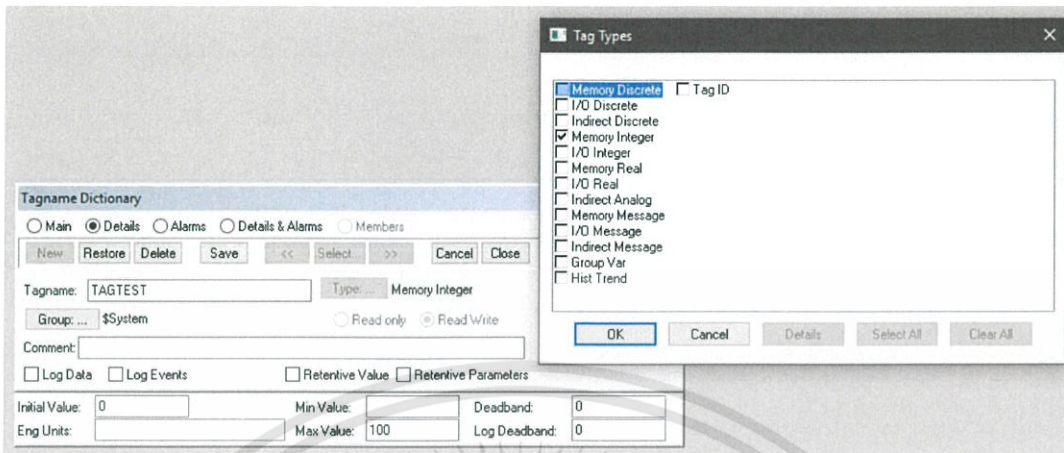 Tag Types
Memory Discrete Tag ID
I/O Discrete
Indirect Discrete
Memory Integer
I/O Integer
Memory Real
I/O Real
Indirect Analog
Memory Message
I/O Message
Indirect Message
Group Var
Hist Trend
OK Cancel Details Select All Clear All
Tagname Dictionary
Main Details Alarms Details & Alarms Members
New Restore Delete Save << Select... >> Cancel Close
Tagname: TAGTEST Type: ... Memory Integer
Group: ... $System Read only Read Write
Comment:
Log Data Log Events Retentive Value Retentive Parameters
Initial Value: 0 Min Value: Deadband: 0
Eng Units: Max Value: 100 Log Deadband: 0